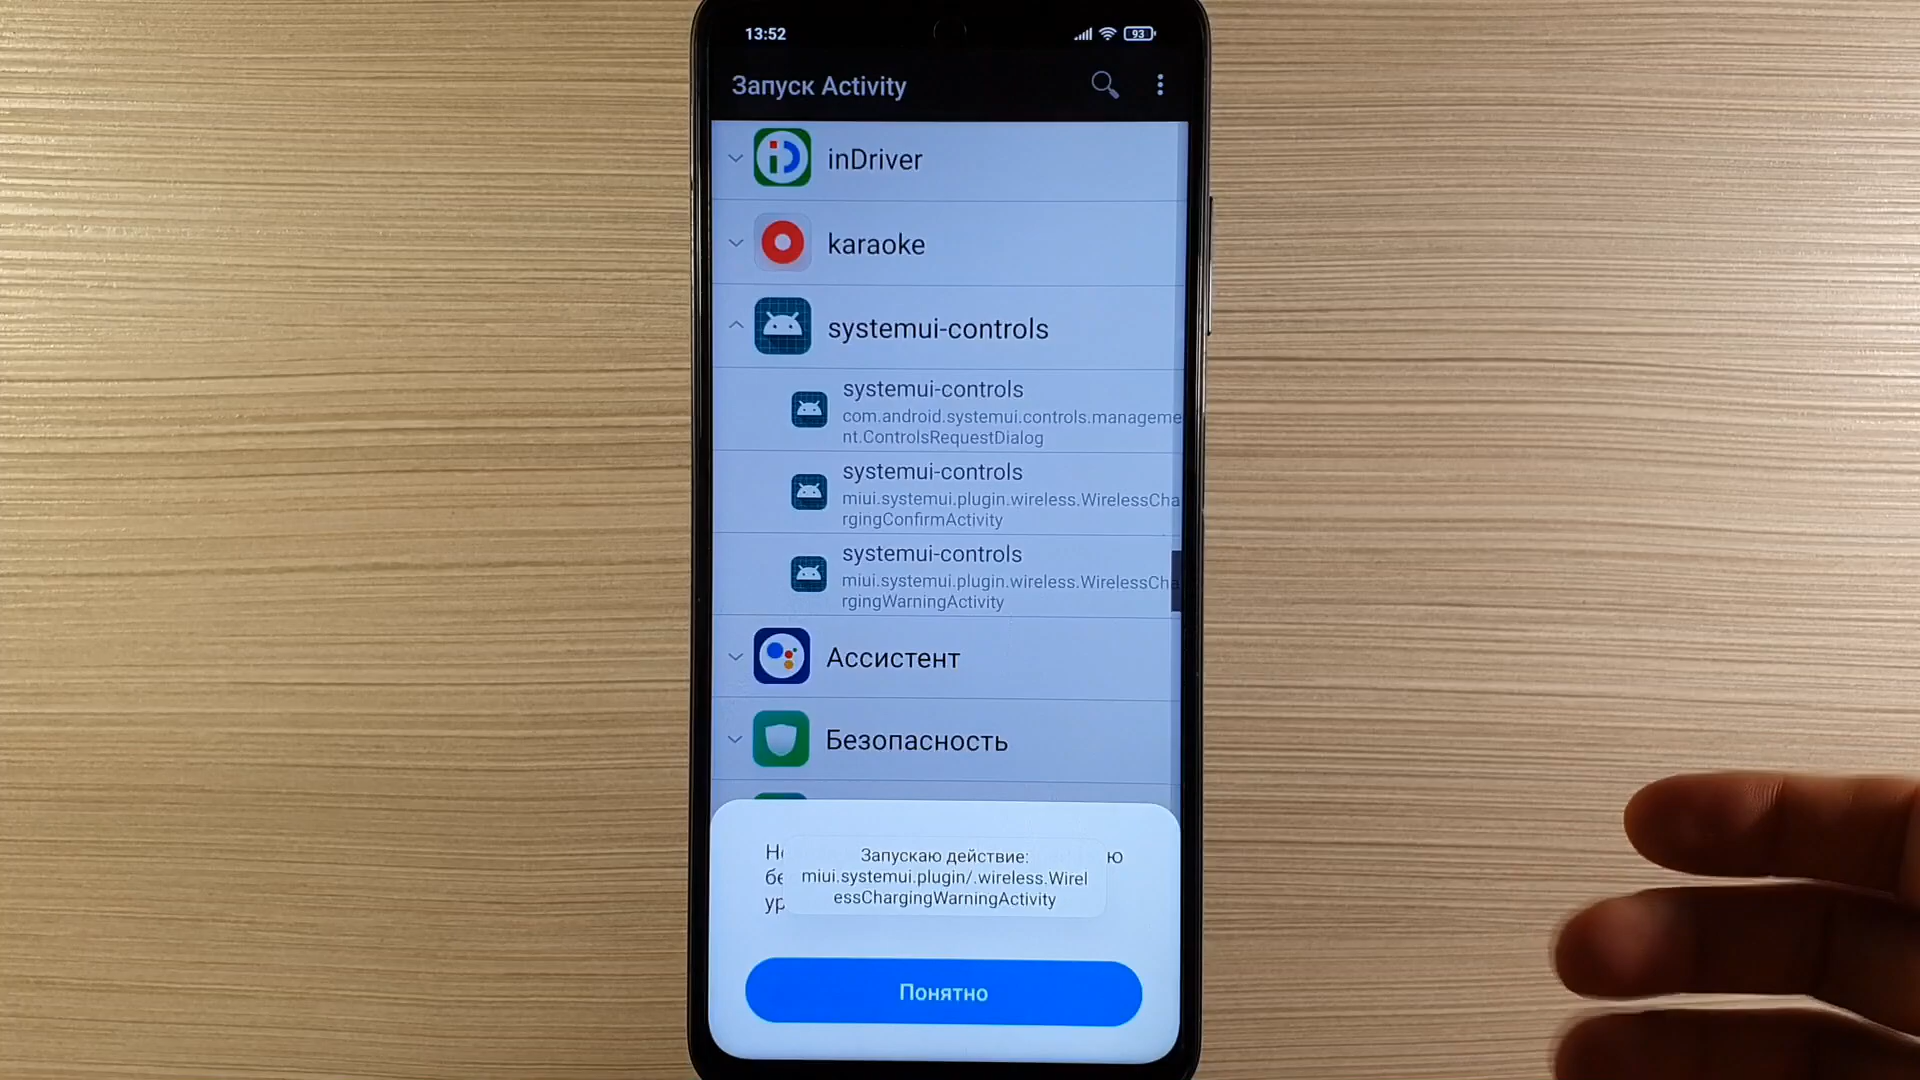 13:52
93
Запуск Activity
inDriver
karaoke
systemui-controls
systemui-controls
com.android.systemui.controls.manageme
nt.ControlsRequestDialog
systemui-controls
miui.systemui.plugin.wireless.WirelessCha
rgingConfirmActivity
systemui-controls
miui.systemui.plugin.wireless.WirelessCha
rgingWarningActivity
Ассистент
Безопасность
Запускаю действие:
miui.systemui.plugin/.wireless.Wirel
essChargingWarningActivity
Понятно